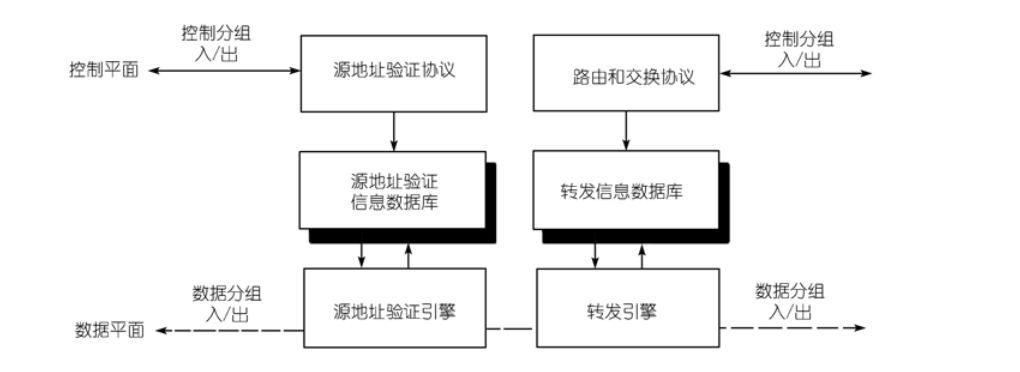 控制分组
入/出
控制平面
源地址验证协议
路由和交换协议
控制分组
入/出
源地址验证
信息数据库
转发信息数据库
数据分组
入/出
数据平面
源地址验证引擎
转发引擎
数据分组
入/出